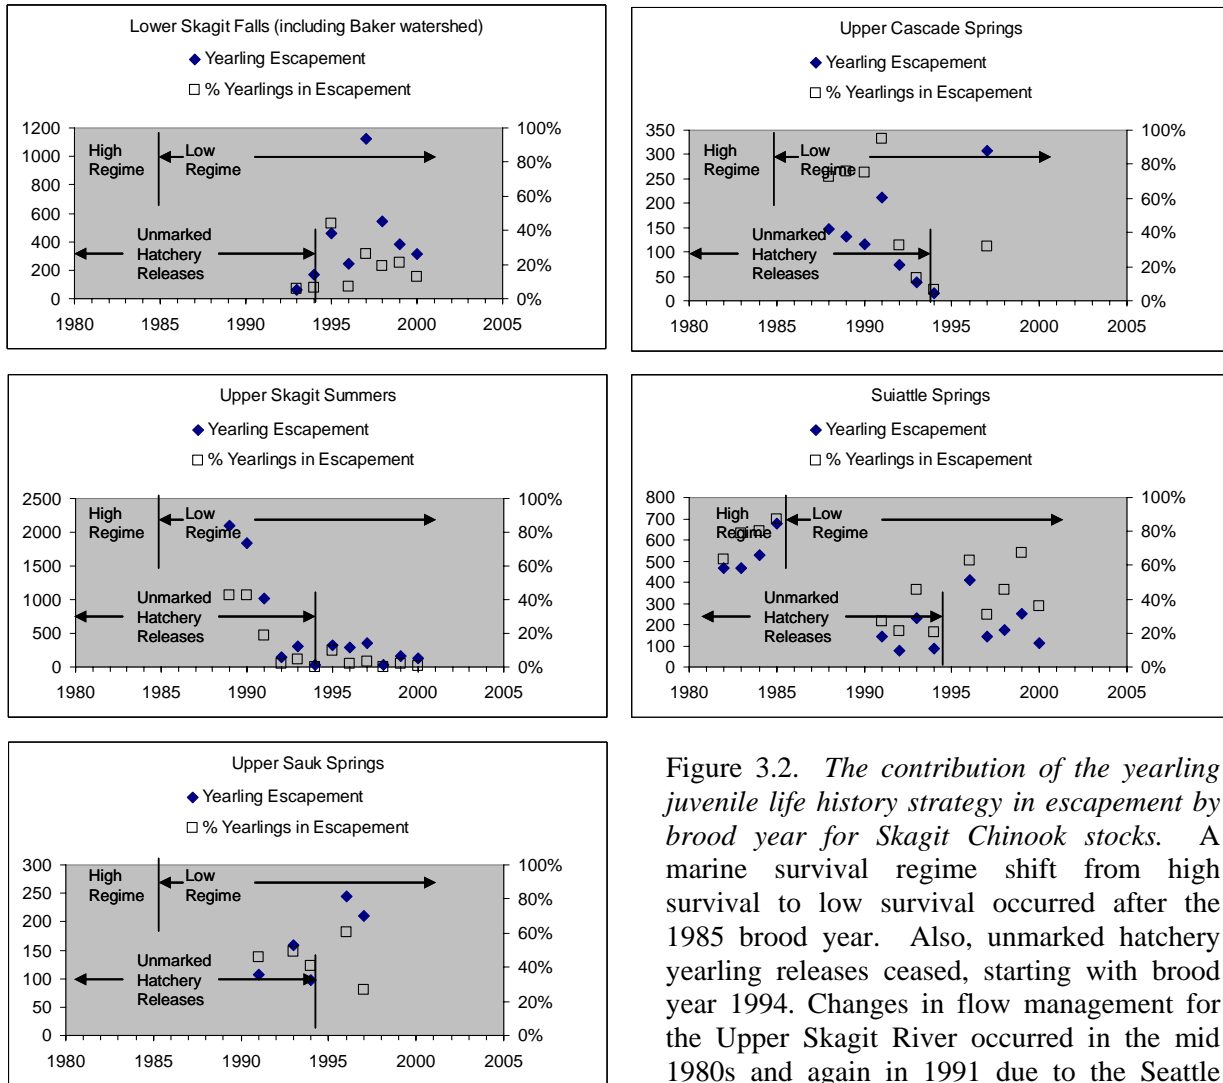 Lower Skagit Falls (including Baker watershed)
Yearling Escapement
% Yearlings in Escapement
1200
1000
800
600
400
200
0
100%
80%
60%
40%
20%
0%
High
Regime
Low
Regime
Unmarked
Hatchery
Releases
1980 1985 1990 1995 2000 2005
Upper Cascade Springs
Yearling Escapement
% Yearlings in Escapement
350
300
250
200
150
100
50
0
100%
80%
60%
40%
20%
0%
High
Regime
Low
Regime
Unmarked
Hatchery
Releases
1980 1985 1990 1995 2000 2005
Upper Skagit Summers
Yearling Escapement
% Yearlings in Escapement
2500
2000
1500
1000
500
0
100%
80%
60%
40%
20%
0%
High
Regime
Low
Regime
Unmarked
Hatchery
Releases
1980 1985 1990 1995 2000 2005
Suiattle Springs
Yearling Escapement
% Yearlings in Escapement
800
700
600
500
400
300
200
100
0
100%
80%
60%
40%
20%
0%
High
Regime
Low
Regime
Unmarked
Hatchery
Releases
1980 1985 1990 1995 2000 2005
Upper Sauk Springs
Yearling Escapement
% Yearlings in Escapement
300
250
200
150
100
50
0
100%
80%
60%
40%
20%
0%
High
Regime
Low
Regime
Unmarked
Hatchery
Releases
1980 1985 1990 1995 2000 2005
Figure 3.2. The contribution of the yearling
juvenile life history strategy in escapement by
brood year for Skagit Chinook stocks. A
marine survival regime shift from high
survival to low survival occurred after the
1985 brood year. Also, unmarked hatchery
yearling releases ceased, starting with brood
year 1994. Changes in flow management for
the Upper Skagit River occurred in the mid
1980s and again in 1991 due to the Seattle